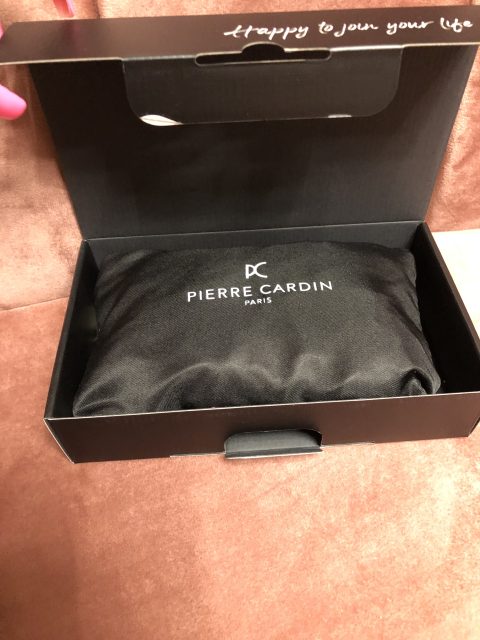 Happy to join your life
PC
PIERRE CARDIN
PARIS